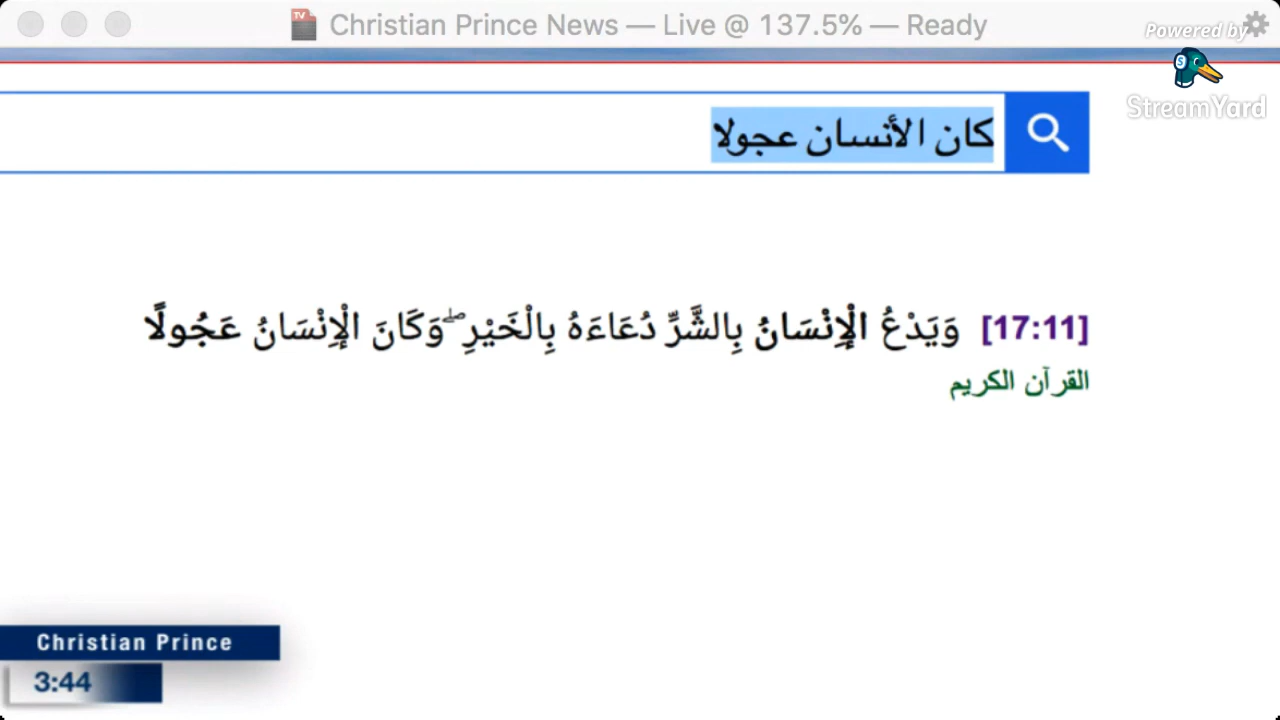 Christian Prince News — Live @ 137.5% — Ready
Powered by
StreamYard
كان الأنسان عجولا
[17:11] وَيَدْعُ الْإِنْسَانُ بِالشَّرِّ دُعَاءَهُ بِالْخَيْرِ ۖ وَكَانَ الْإِنْسَانُ عَجُولًا
القرآن الكريم
Christian Prince
3:44